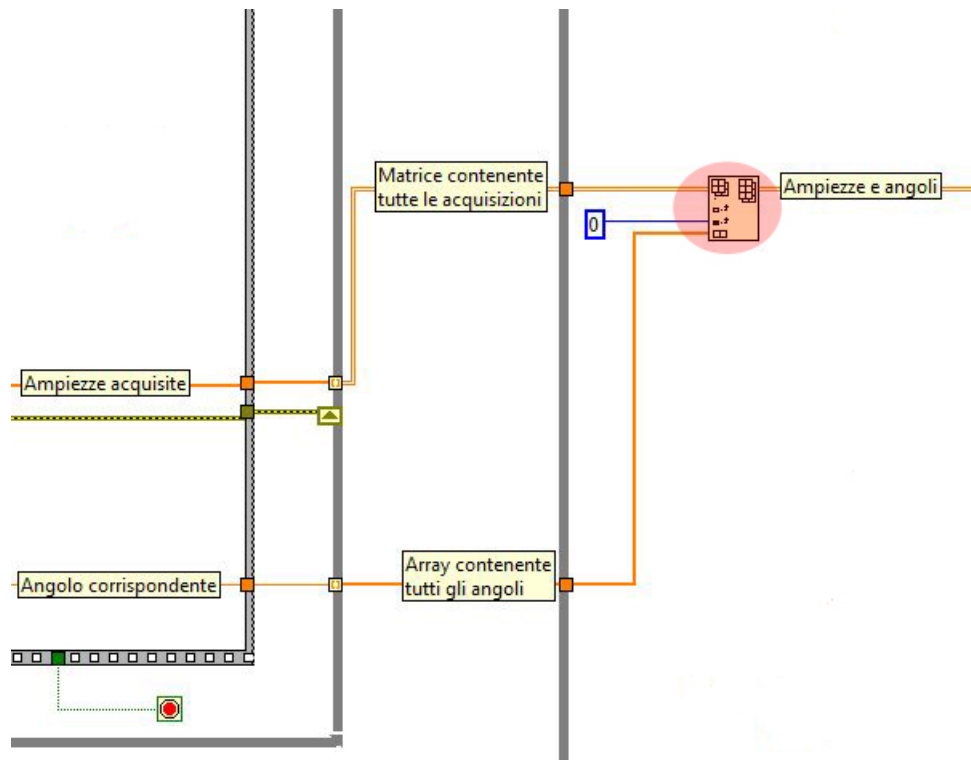 Matrice contenente
tutte le acquisizioni
Ampiezze e angoli
0
Ampiezze acquisite
Array contenente
tutti gli angoli
Angolo corrispondente